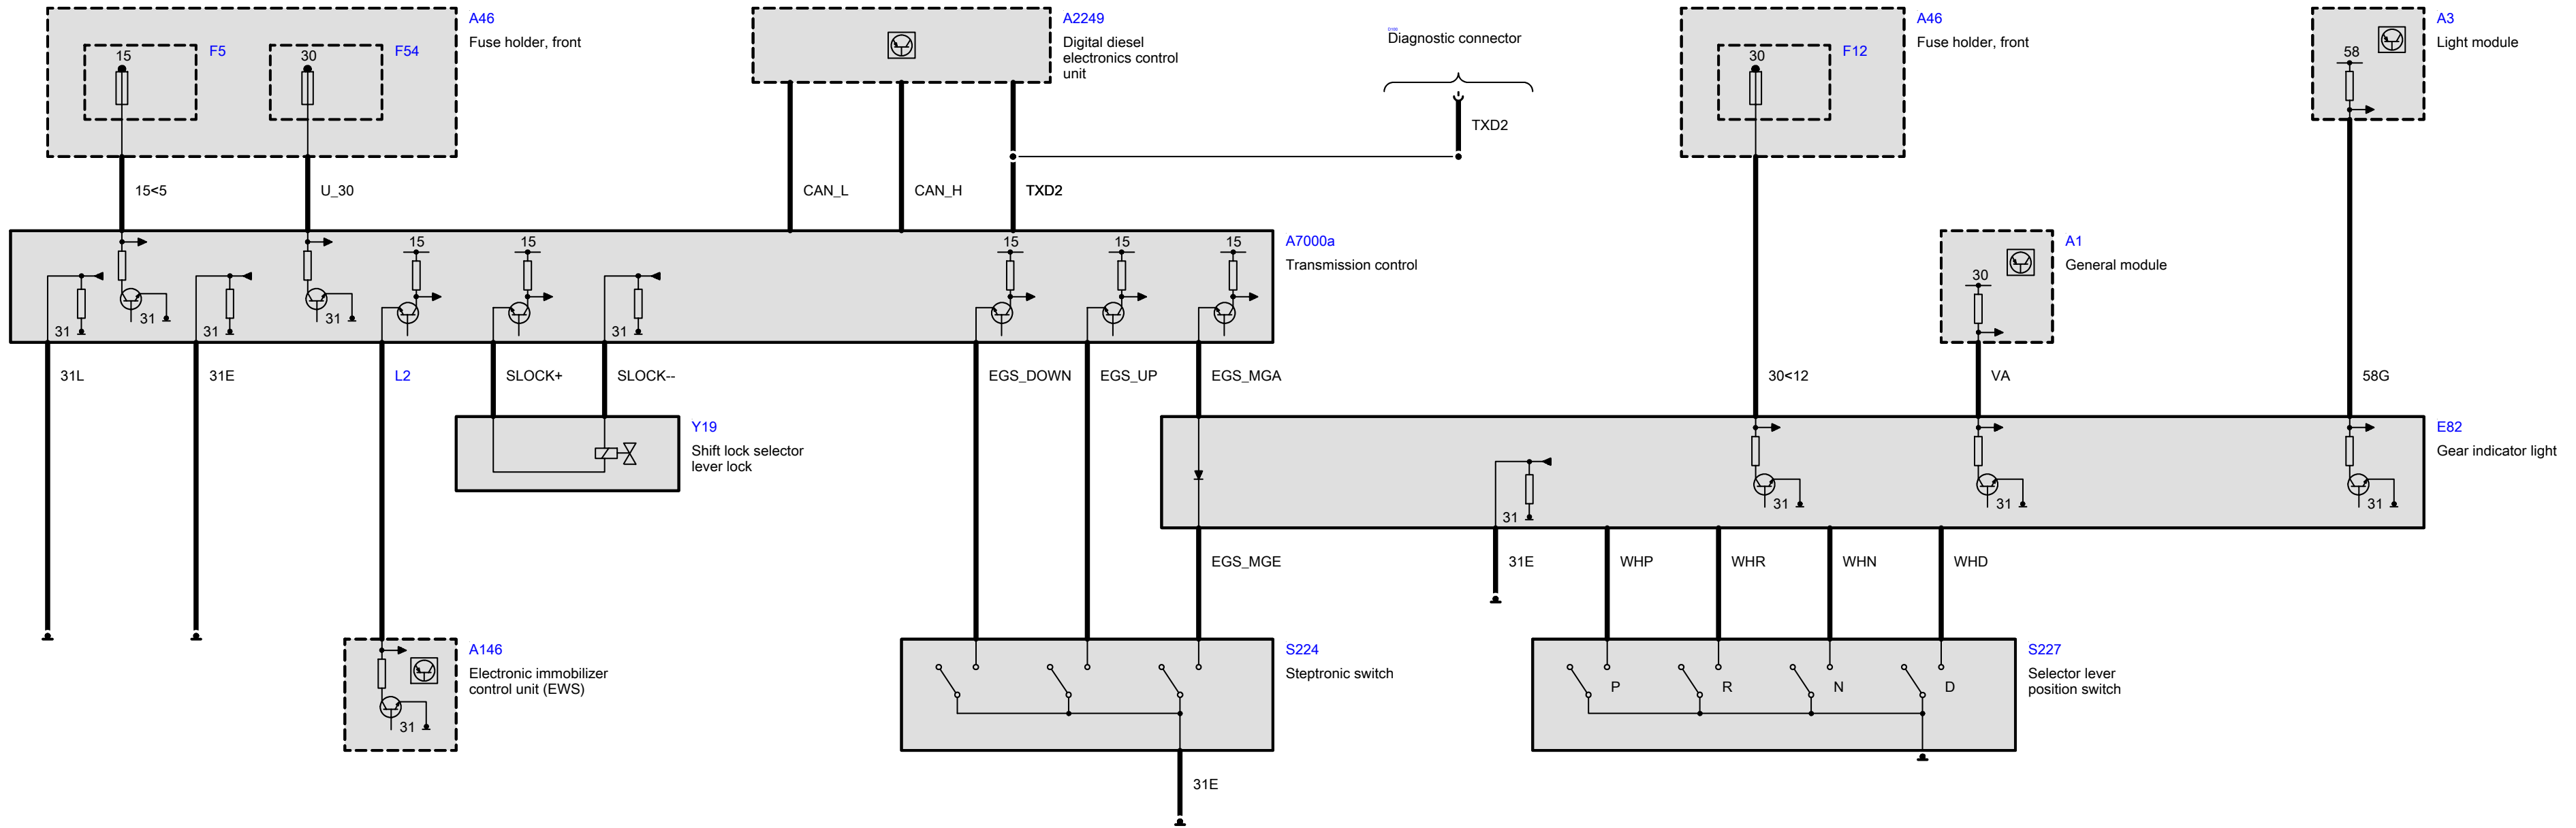 A46
Fuse holder, front
15
F5
30
F54
A2249
Digital diesel
electronics control
unit
Diagnostic connector
TXD2
A46
Fuse holder, front
30
F12
A3
Light module
58
15<5
U_30
CAN_L
CAN_H
TXD2
A7000a
Transmission control
15
15
15
15
15
31
31
31
31
31
A1
General module
30
31L
31E
L2
SLOCK+
SLOCK--
EGS_DOWN
EGS_UP
EGS_MGA
30<12
VA
58G
Y19
Shift lock selector
lever lock
E82
Gear indicator light
31
31
31
31
EGS_MGE
31E
WHP
WHR
WHN
WHD
A146
Electronic immobilizer
control unit (EWS)
31
S224
Steptronic switch
S227
Selector lever
position switch
P
R
N
D
31E